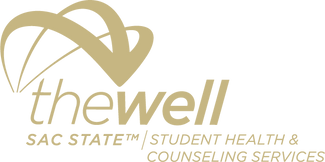 thewell
SAC STATE™ | STUDENT HEALTH &
COUNSELING SERVICES